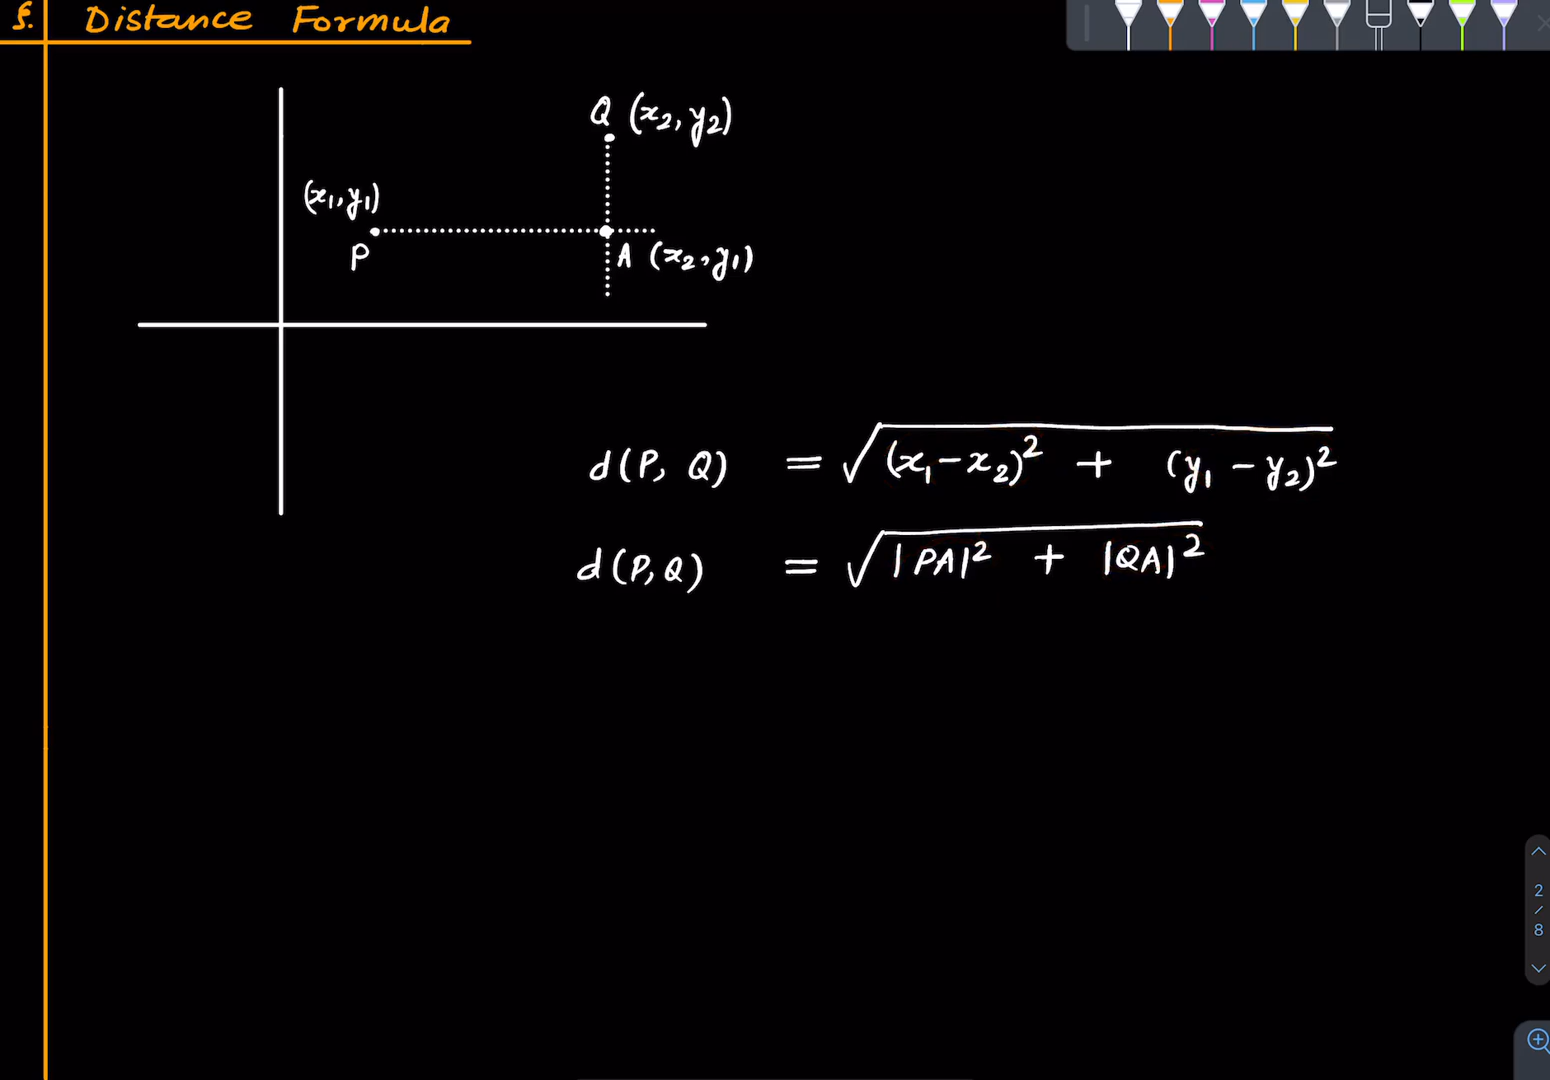 f. Distance Formula
Q (x₂, y₂)
(x₁, y₁)
P
A (x₂, y₁)
d(P, Q) = √((x₁ - x₂)² + (y₁ - y₂)²)
d(P, Q) = √(|PA|² + |QA|²)
2
/
8